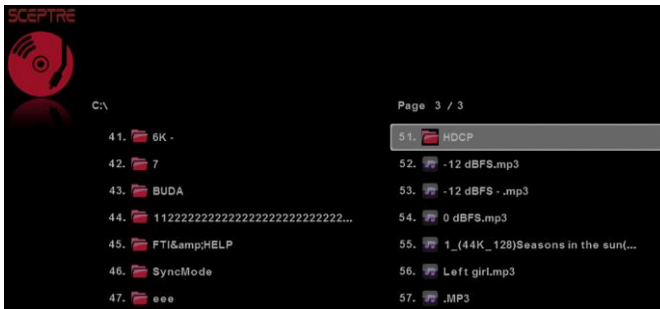 SCEPTRE
C:\
Page 3 / 3
41. 6K -
42. 7
43. BUDA
44. 112222222222222222222222222...
45. FTI&amp;HELP
46. SyncMode
47. eee
51. HDCP
52. -12 dBFS.mp3
53. -12 dBFS - .mp3
54. 0 dBFS.mp3
55. 1_(44K_128)Seasons in the sun(...
56. Left girl.mp3
57. .MP3